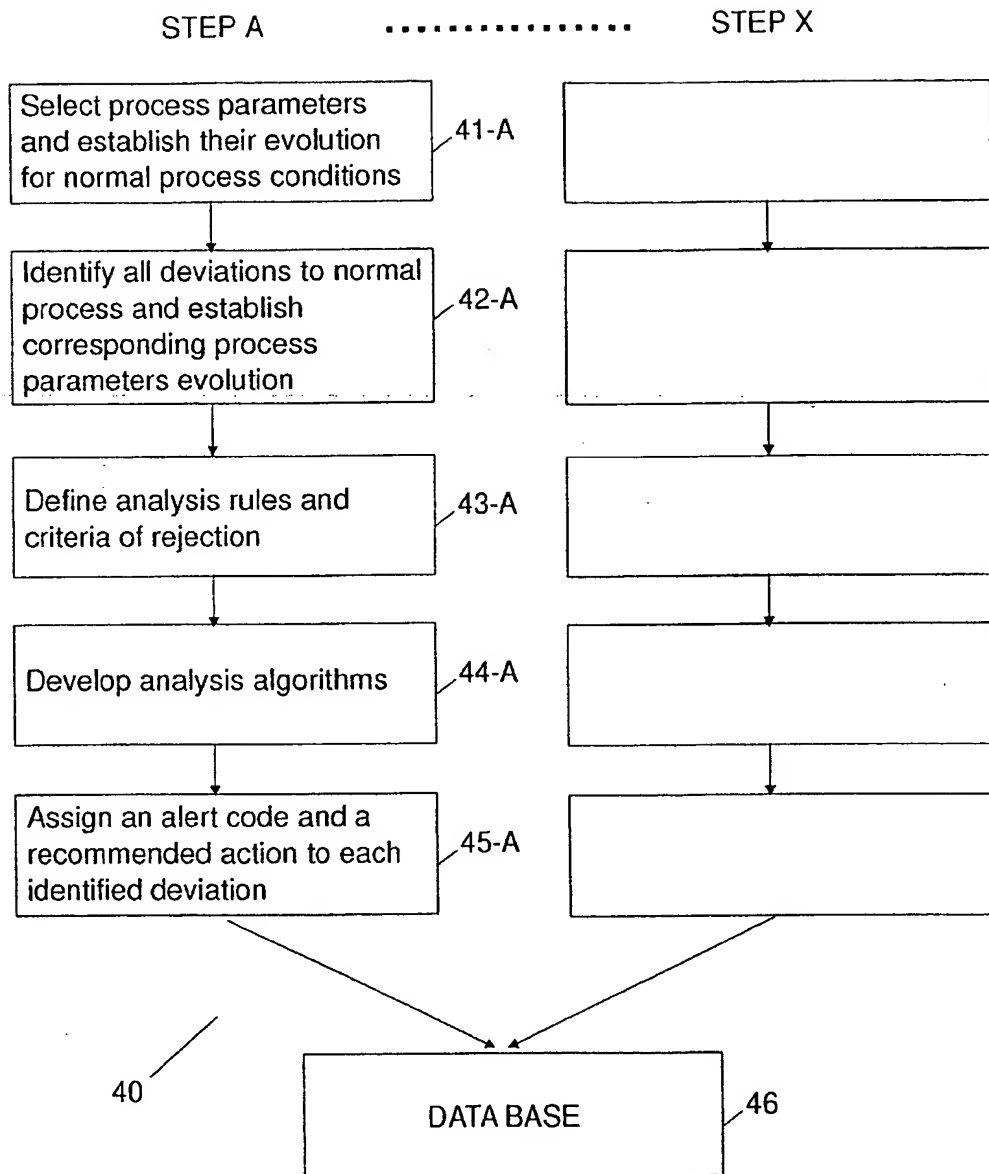 STEP A ............... STEP X
Select process parameters
and establish their evolution
for normal process conditions
41-A
Identify all deviations to normal
process and establish
corresponding process
parameters evolution
42-A
Define analysis rules and
criteria of rejection
43-A
Develop analysis algorithms
44-A
Assign an alert code and a
recommended action to each
identified deviation
45-A
40
DATA BASE
46